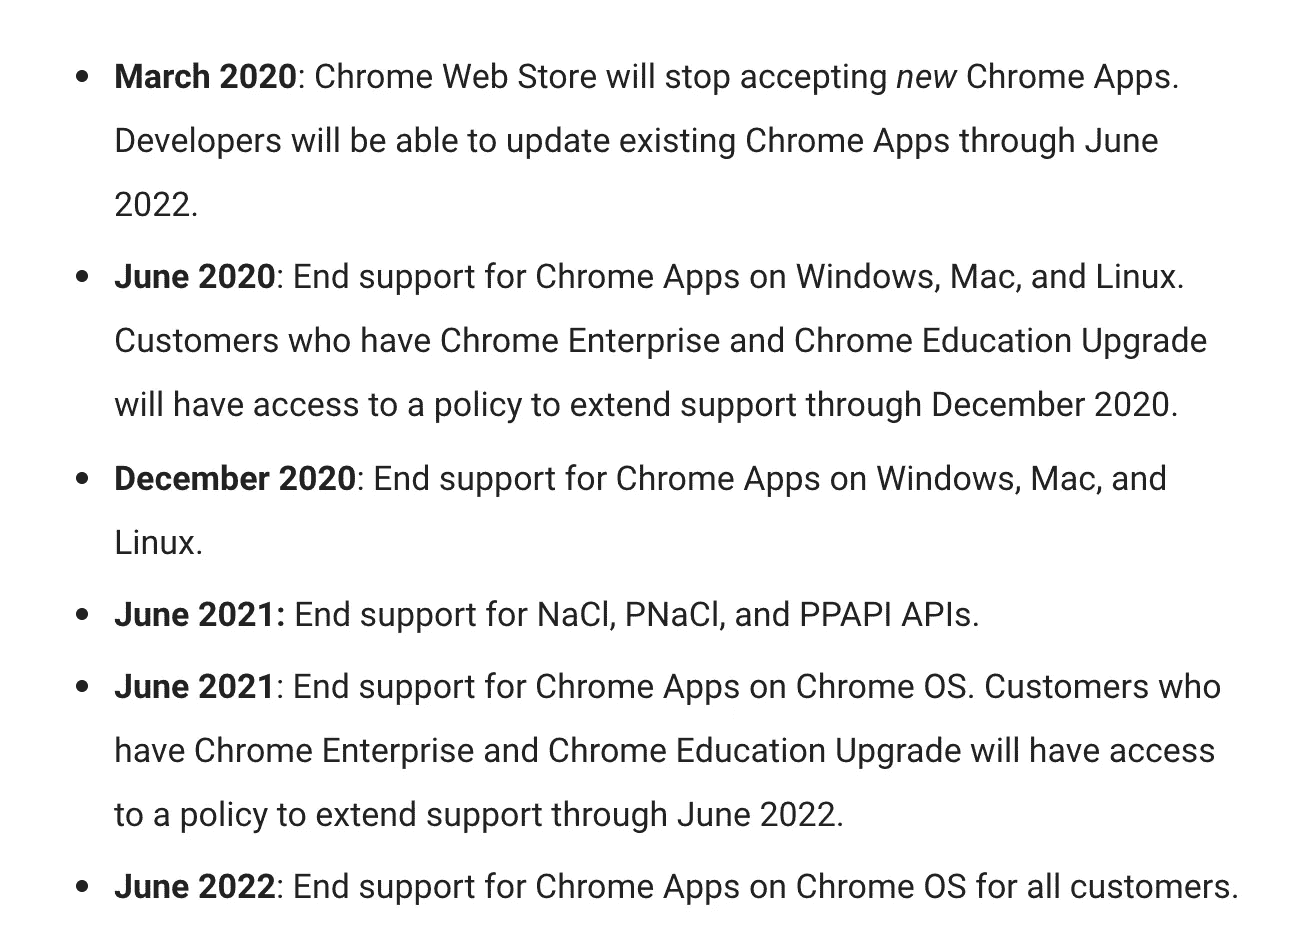 • March 2020: Chrome Web Store will stop accepting new Chrome Apps.
Developers will be able to update existing Chrome Apps through June
2022.
• June 2020: End support for Chrome Apps on Windows, Mac, and Linux.
Customers who have Chrome Enterprise and Chrome Education Upgrade
will have access to a policy to extend support through December 2020.
• December 2020: End support for Chrome Apps on Windows, Mac, and
Linux.
• June 2021: End support for NaCl, PNaCl, and PPAPI APIs.
• June 2021: End support for Chrome Apps on Chrome OS. Customers who
have Chrome Enterprise and Chrome Education Upgrade will have access
to a policy to extend support through June 2022.
• June 2022: End support for Chrome Apps on Chrome OS for all customers.